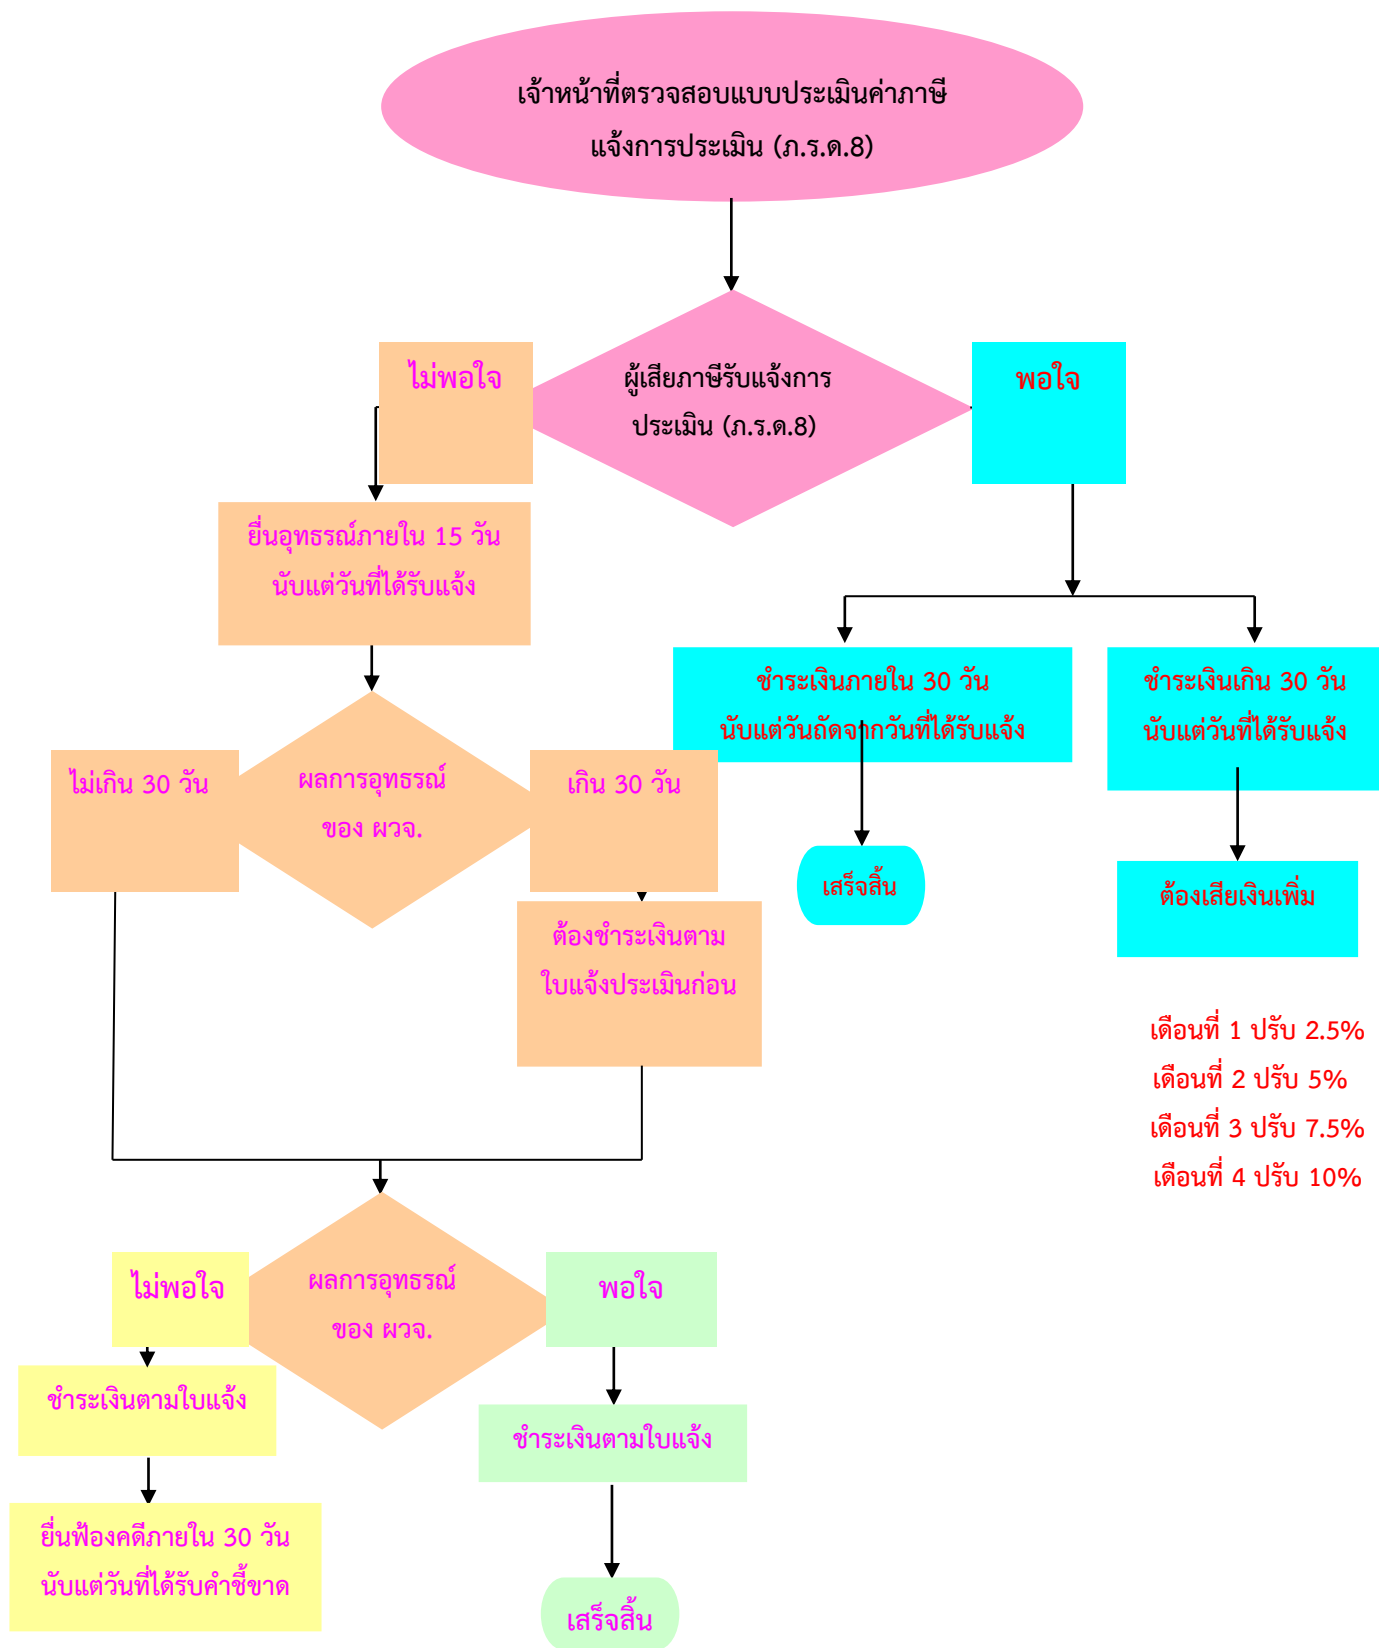 เจ้าหน้าที่ตรวจสอบแบบประเมินค่าภาษี
แจ้งการประเมิน (ภ.ร.ด.8)
ไม่พอใจ
ผู้เสียภาษีรับแจ้งการ
ประเมิน (ภ.ร.ด.8)
พอใจ
ยื่นอุทธรณ์ภายใน 15 วัน
นับแต่วันที่ได้รับแจ้ง
ชำระเงินภายใน 30 วัน
นับแต่วันถัดจากวันที่ได้รับแจ้ง
ชำระเงินเกิน 30 วัน
นับแต่วันที่ได้รับแจ้ง
ไม่เกิน 30 วัน
ผลการอุทธรณ์
ของ ผวจ.
เกิน 30 วัน
เสร็จสิ้น
ต้องเสียเงินเพิ่ม
ต้องชำระเงินตาม
ใบแจ้งประเมินก่อน
เดือนที่ 1 ปรับ 2.5%
เดือนที่ 2 ปรับ 5%
เดือนที่ 3 ปรับ 7.5%
เดือนที่ 4 ปรับ 10%
ไม่พอใจ
ผลการอุทธรณ์
ของ ผวจ.
พอใจ
ชำระเงินตามใบแจ้ง
ชำระเงินตามใบแจ้ง
ยื่นฟ้องคดีภายใน 30 วัน
นับแต่วันที่ได้รับคำชี้ขาด
เสร็จสิ้น